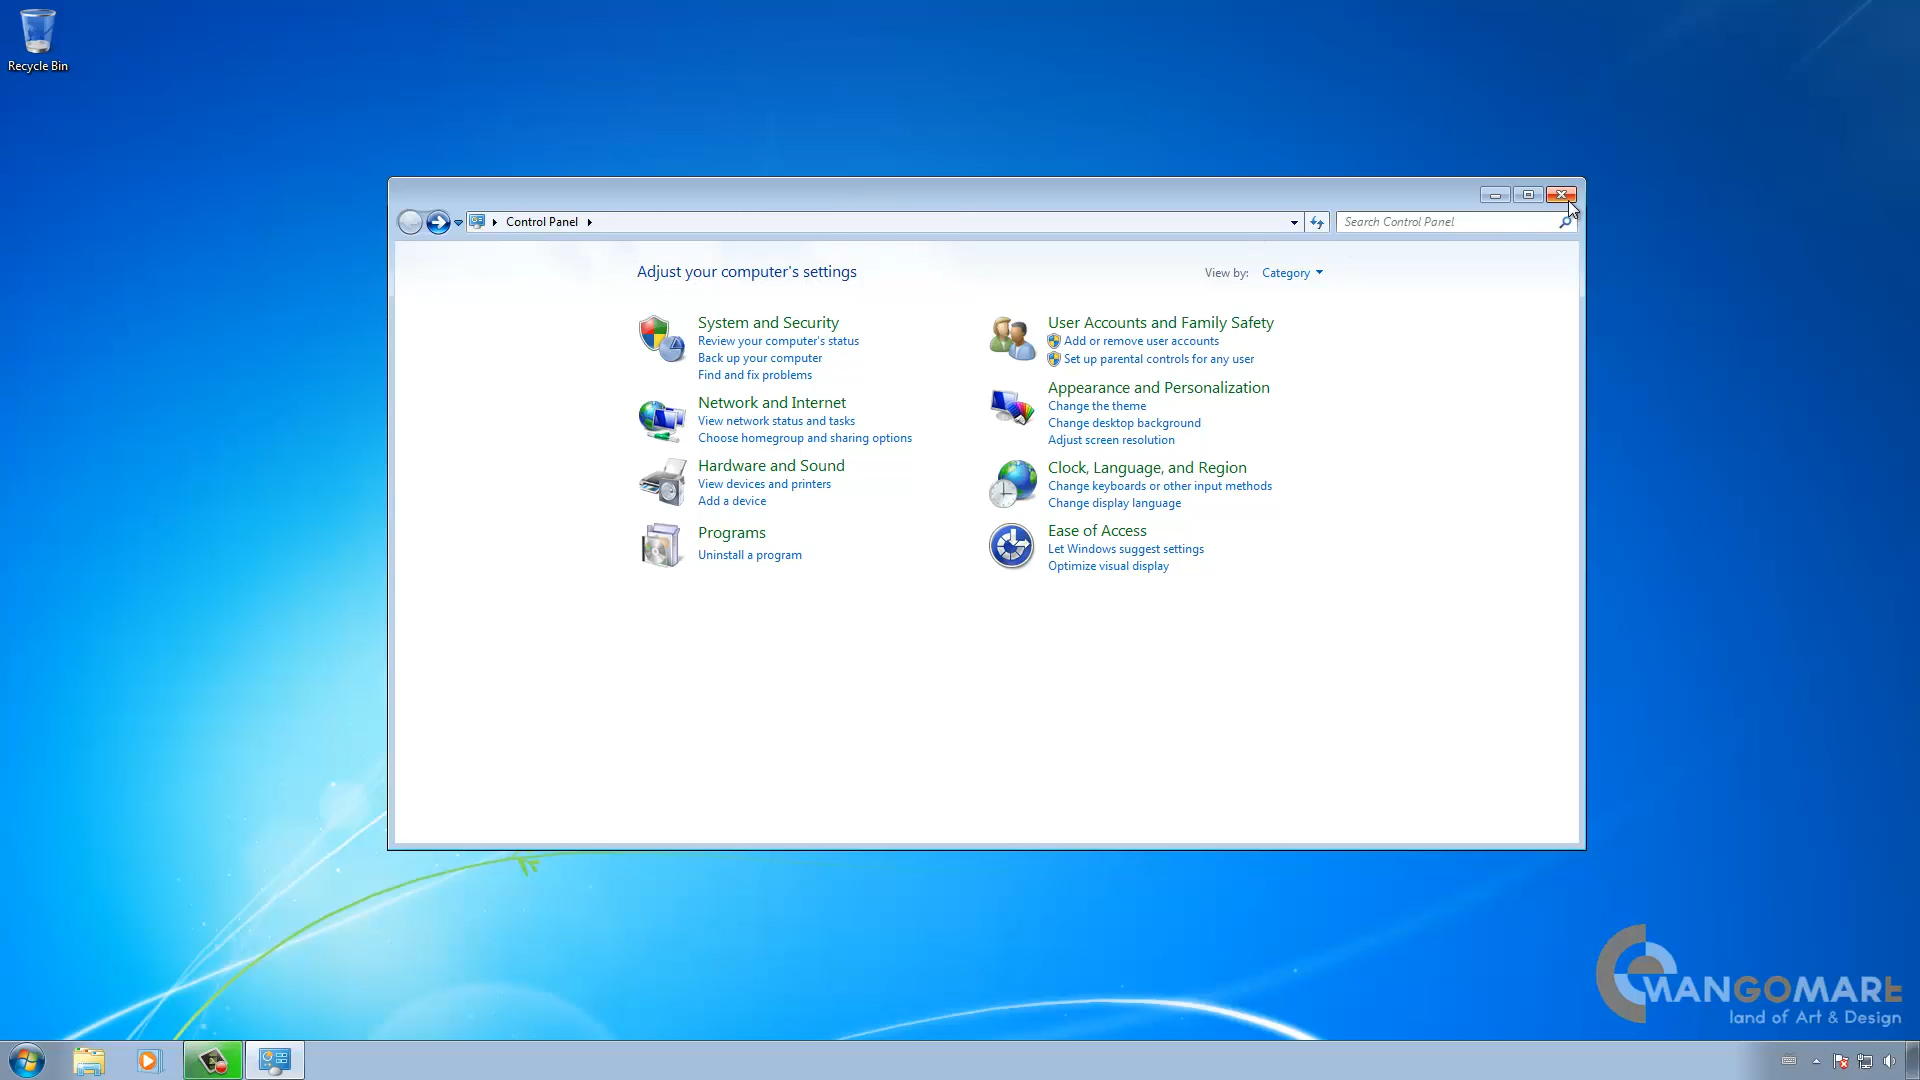 Recycle Bin
Control Panel
Search Control Panel
Adjust your computer's settings
View by: Category
System and Security
Review your computer's status
Back up your computer
Find and fix problems
Network and Internet
View network status and tasks
Choose homegroup and sharing options
Hardware and Sound
View devices and printers
Add a device
Programs
Uninstall a program
User Accounts and Family Safety
Add or remove user accounts
Set up parental controls for any user
Appearance and Personalization
Change the theme
Change desktop background
Adjust screen resolution
Clock, Language, and Region
Change keyboards or other input methods
Change display language
Ease of Access
Let Windows suggest settings
Optimize visual display
MANGOMARE
land of Art & Design